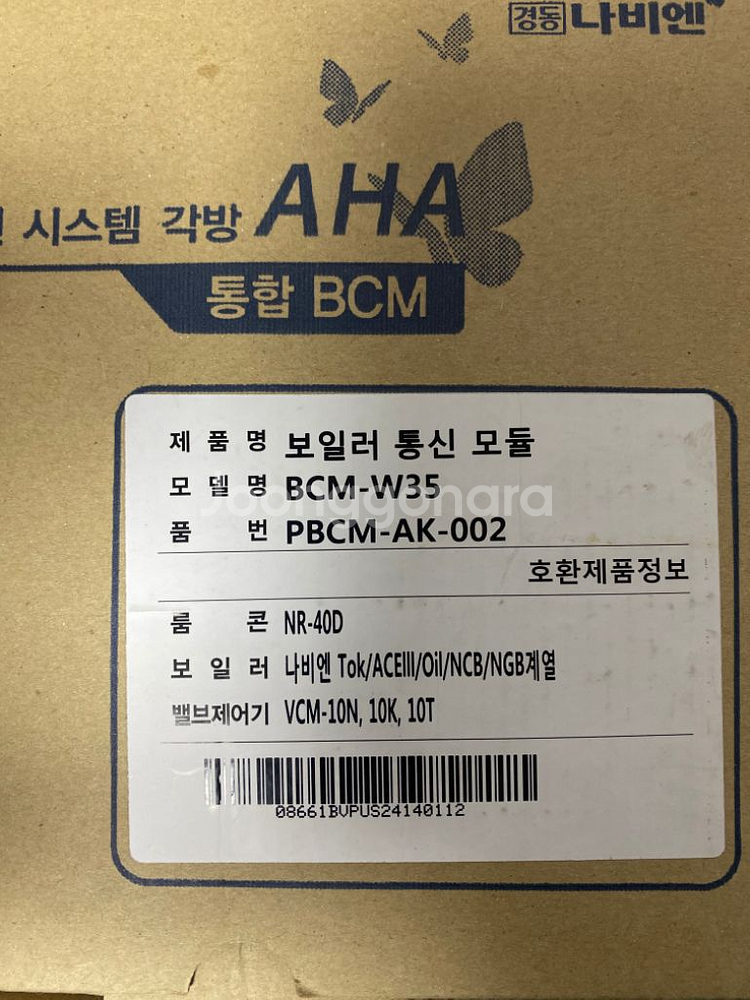 경동 나비엔
시스템 각방 AHA
통합 BCM
제품명 보일러 통신 모듈
모델명 BCM-W35
품번 PBCM-AK-002
joonggonara
호환제품정보
룸콘 NR-40D
보일러 나비엔 Tok/ACEIII/Oil/NCB/NGB계열
밸브제어기 VCM-10N, 10K, 10T
08661BVPUS24140112